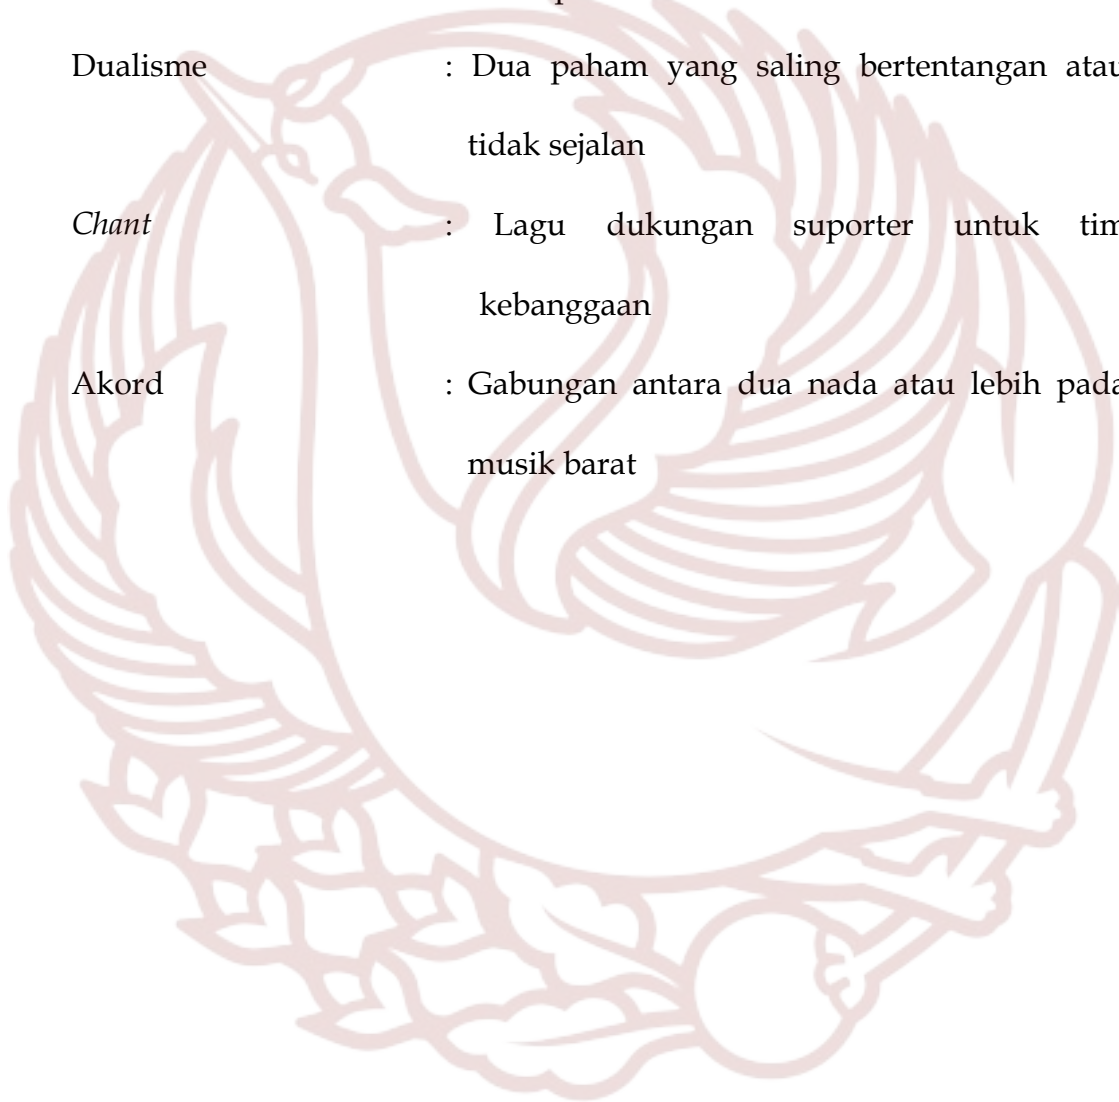 Dualisme : Dua paham yang saling bertentangan atau
tidak sejalan
Chant : Lagu dukungan suporter untuk tim
kebanggaan
Akord : Gabungan antara dua nada atau lebih pada
musik barat